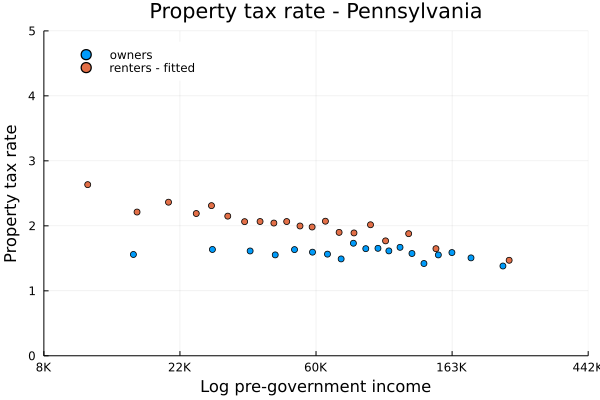 Property tax rate - Pennsylvania
owners
renters - fitted
Property tax rate
5
4
3
2
1
0
8K 22K 60K 163K 442K
Log pre-government income